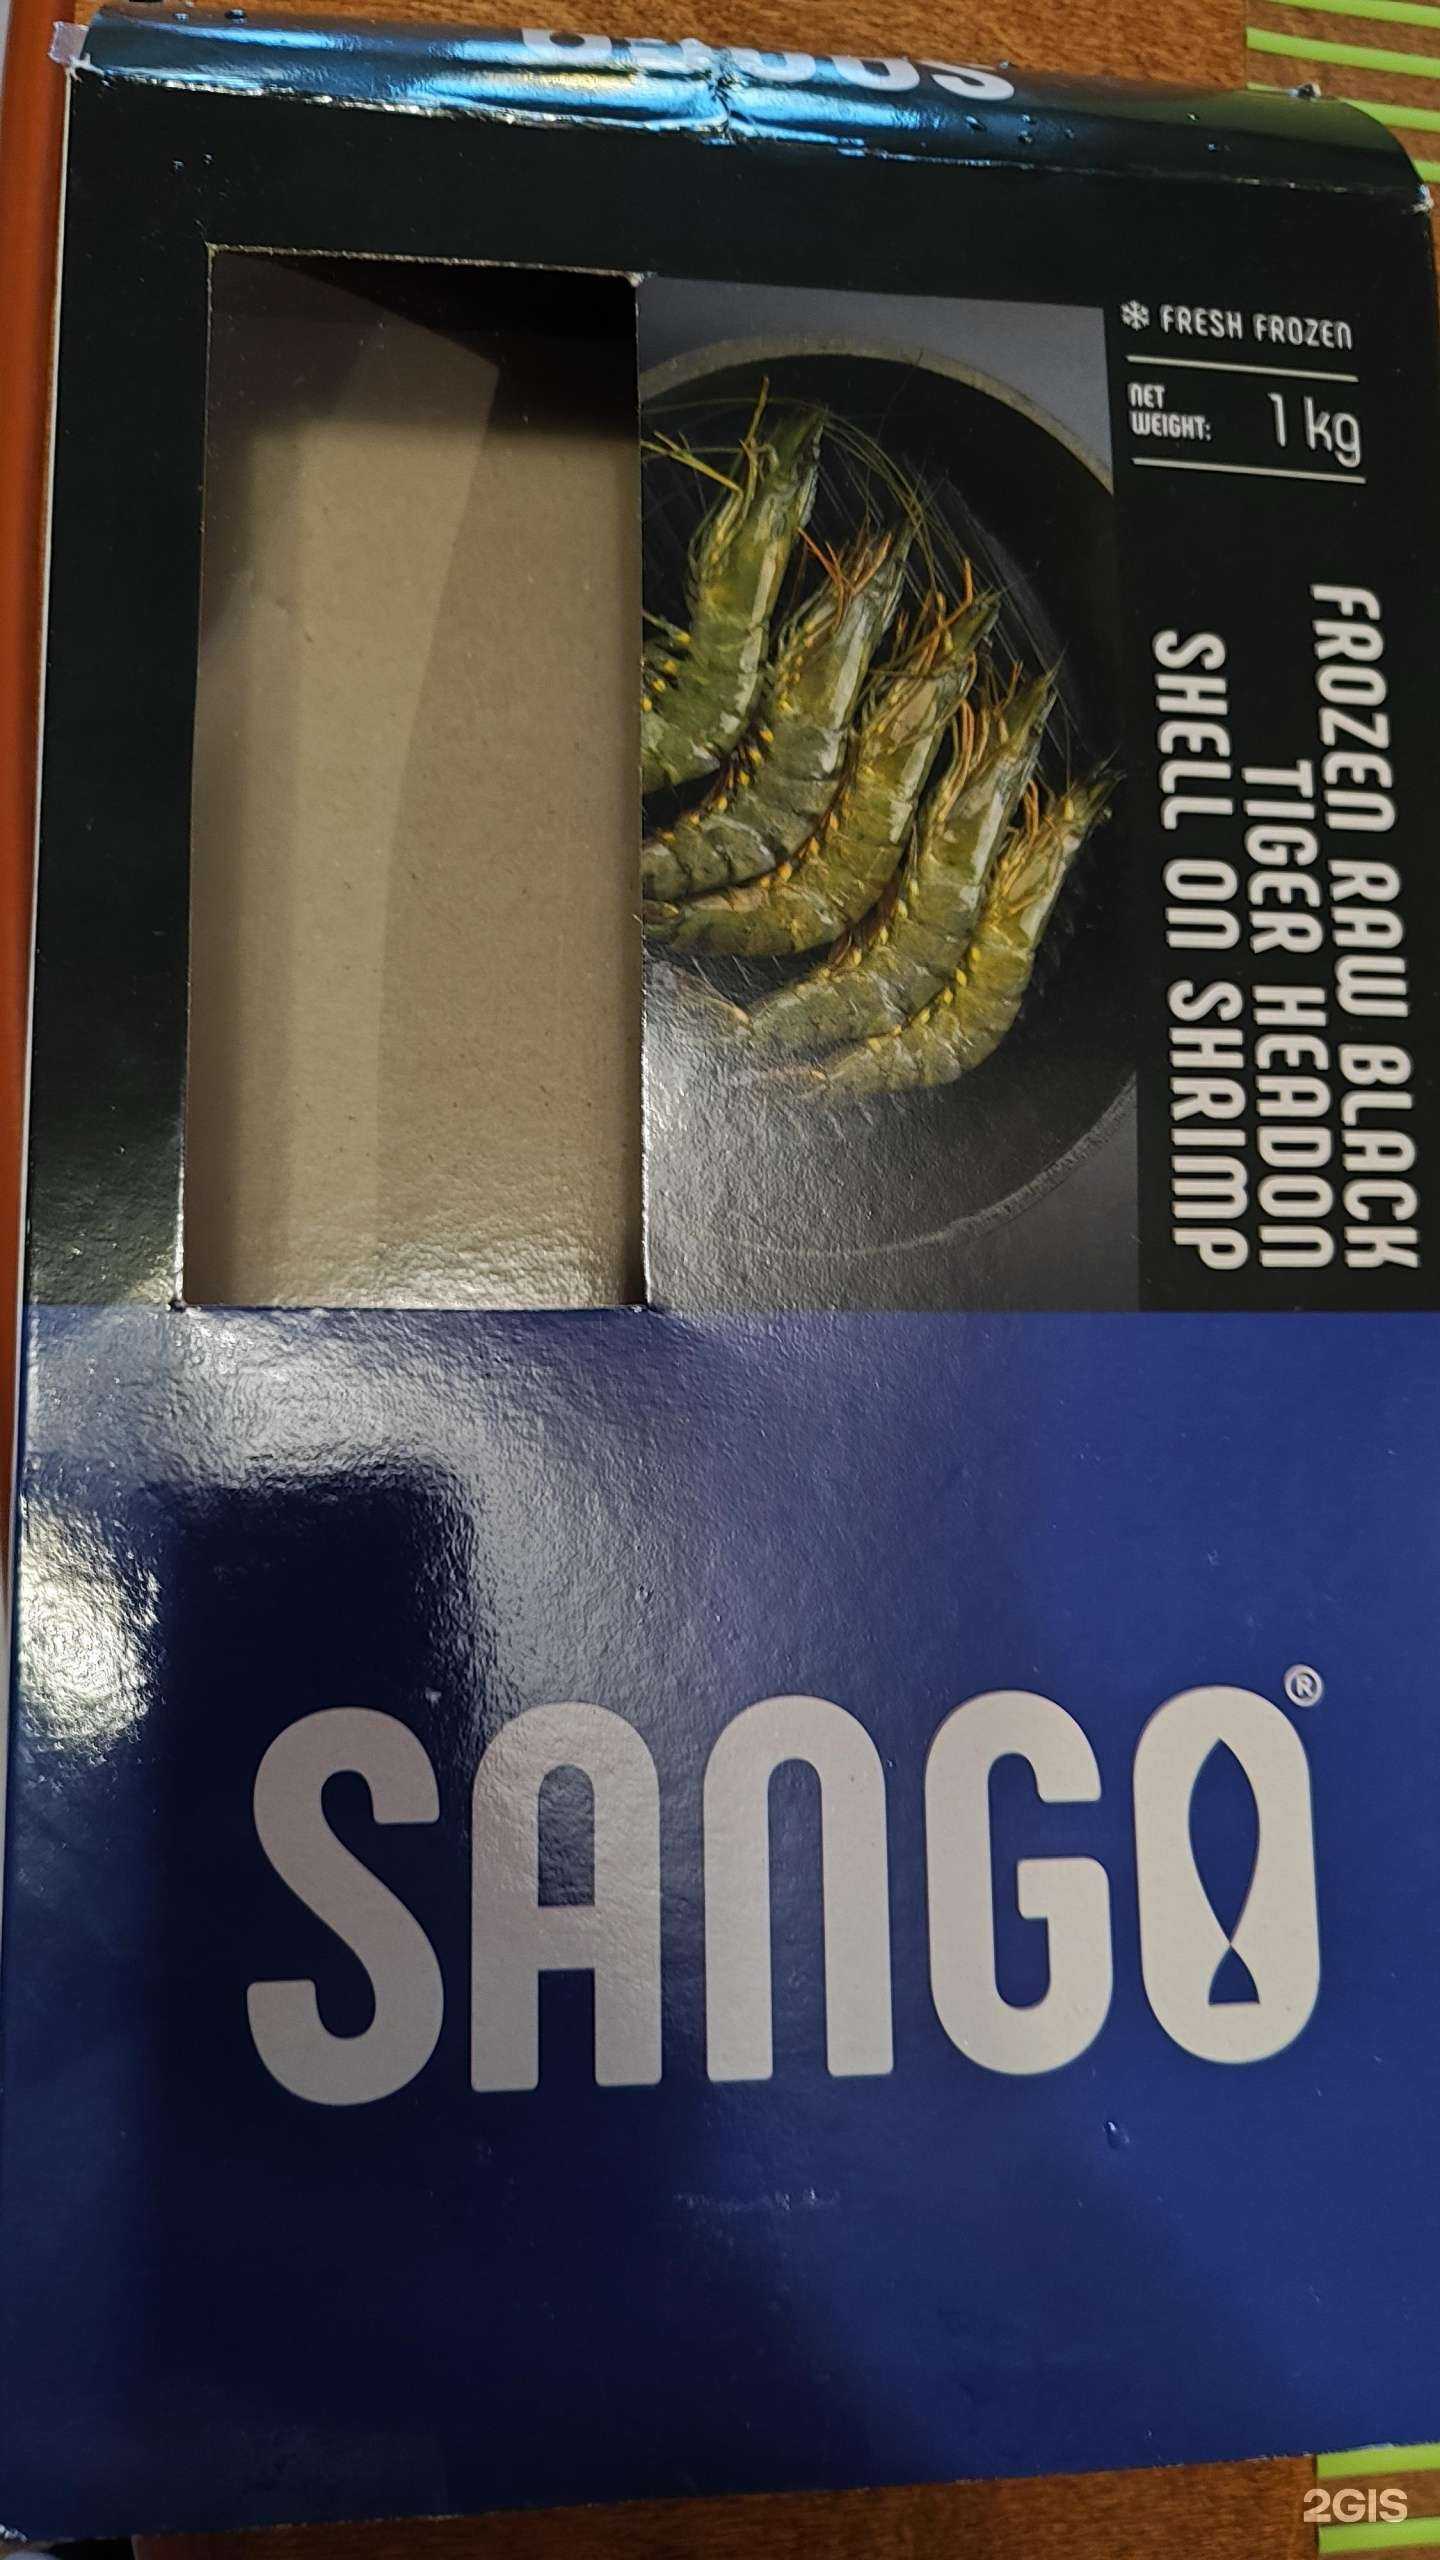 FRESH FROZEN
NET
WEIGHT:
1 kg
FROZEN RAW BLACK
TIGER HEADON
SHELL ON SHRIMP
SANGO®
2GIS